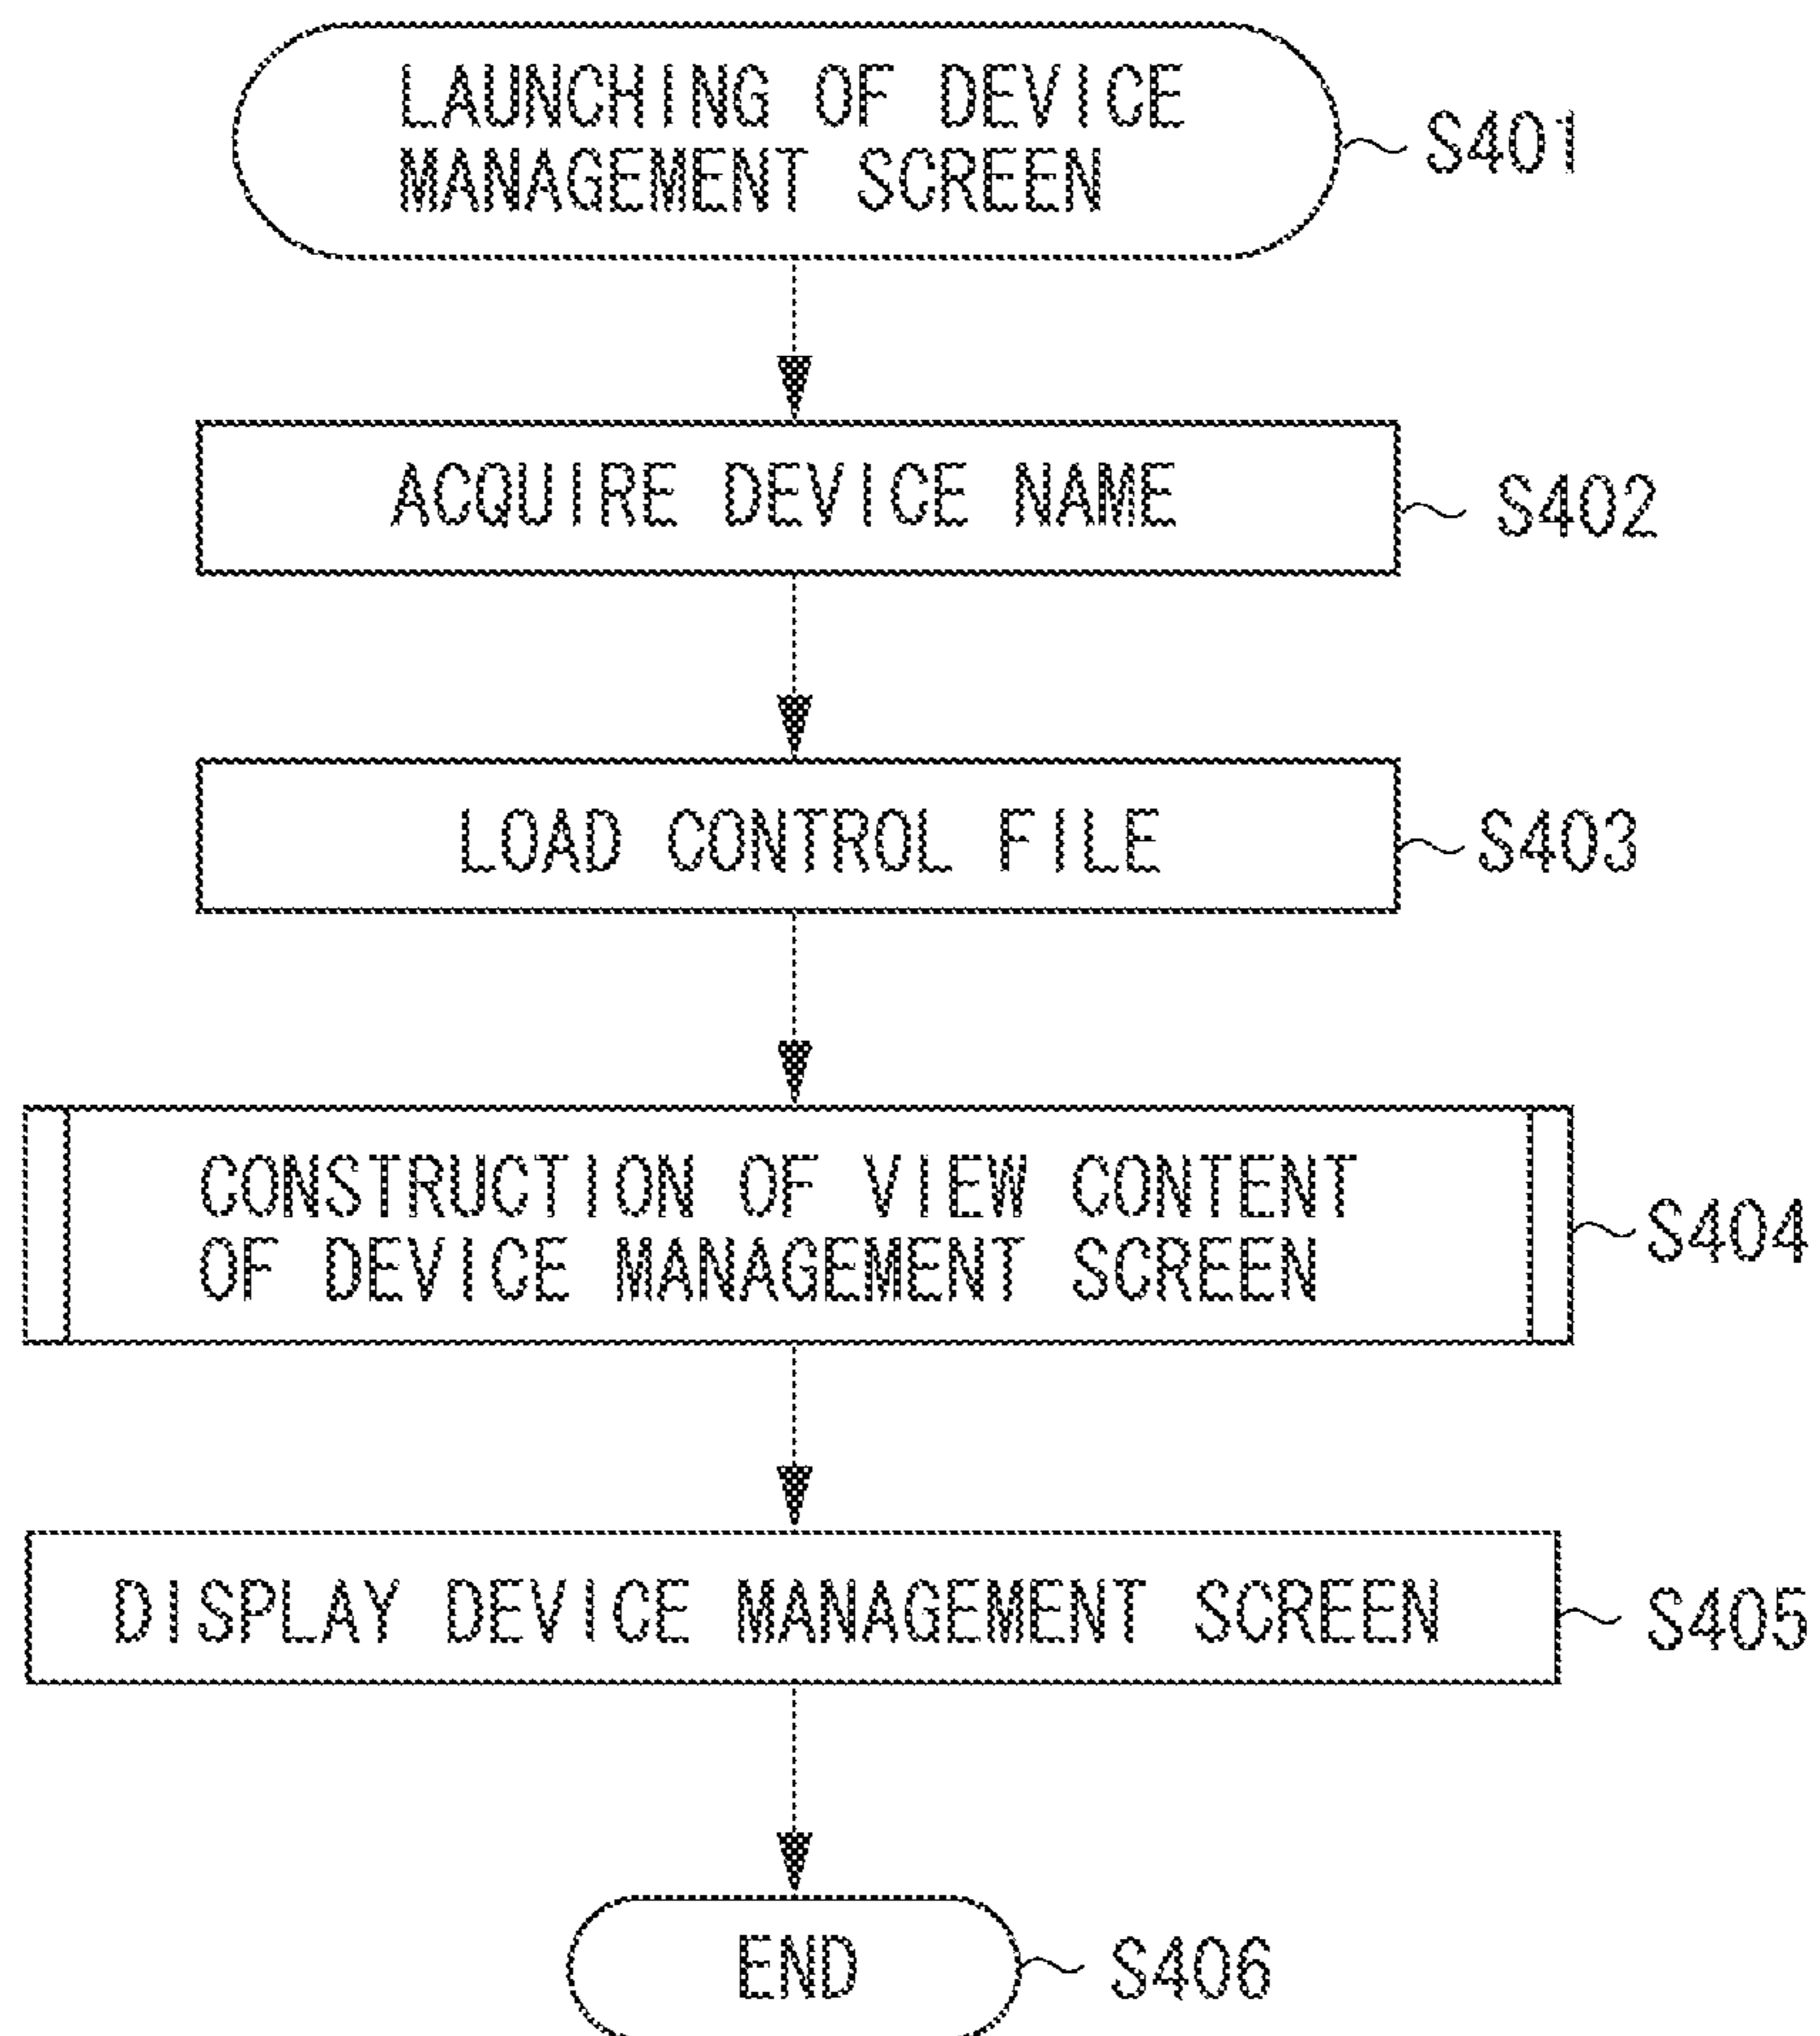 LAUNCHING OF DEVICE
MANAGEMENT SCREEN
S401
ACQUIRE DEVICE NAME
S402
LOAD CONTROL FILE
S403
CONSTRUCTION OF VIEW CONTENT
OF DEVICE MANAGEMENT SCREEN
S404
DISPLAY DEVICE MANAGEMENT SCREEN
S405
END
S406